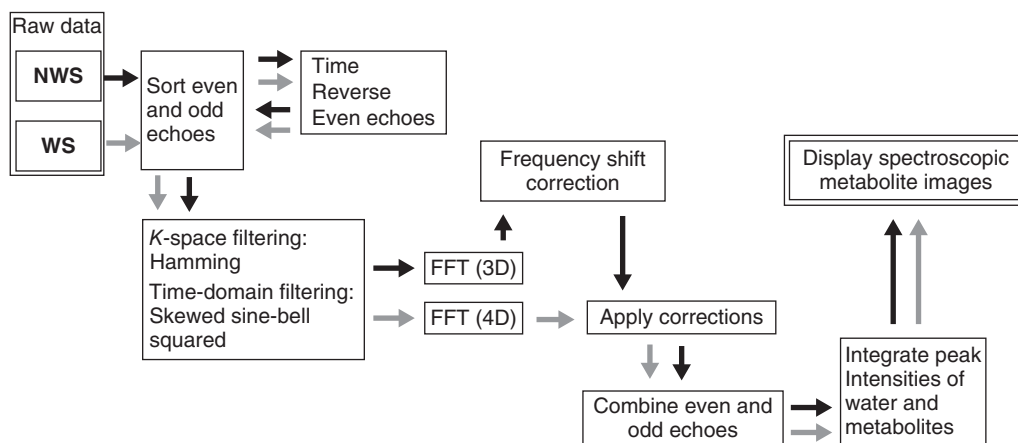 Raw data
NWS
WS
Sort even
and odd
echoes
Time
Reverse
Even echoes
K-space filtering:
Hamming
Time-domain filtering:
Skewed sine-bell
squared
FFT (3D)
FFT (4D)
Frequency shift
correction
Apply corrections
Combine even and
odd echoes
Integrate peak
Intensities of
water and
metabolites
Display spectroscopic
metabolite images